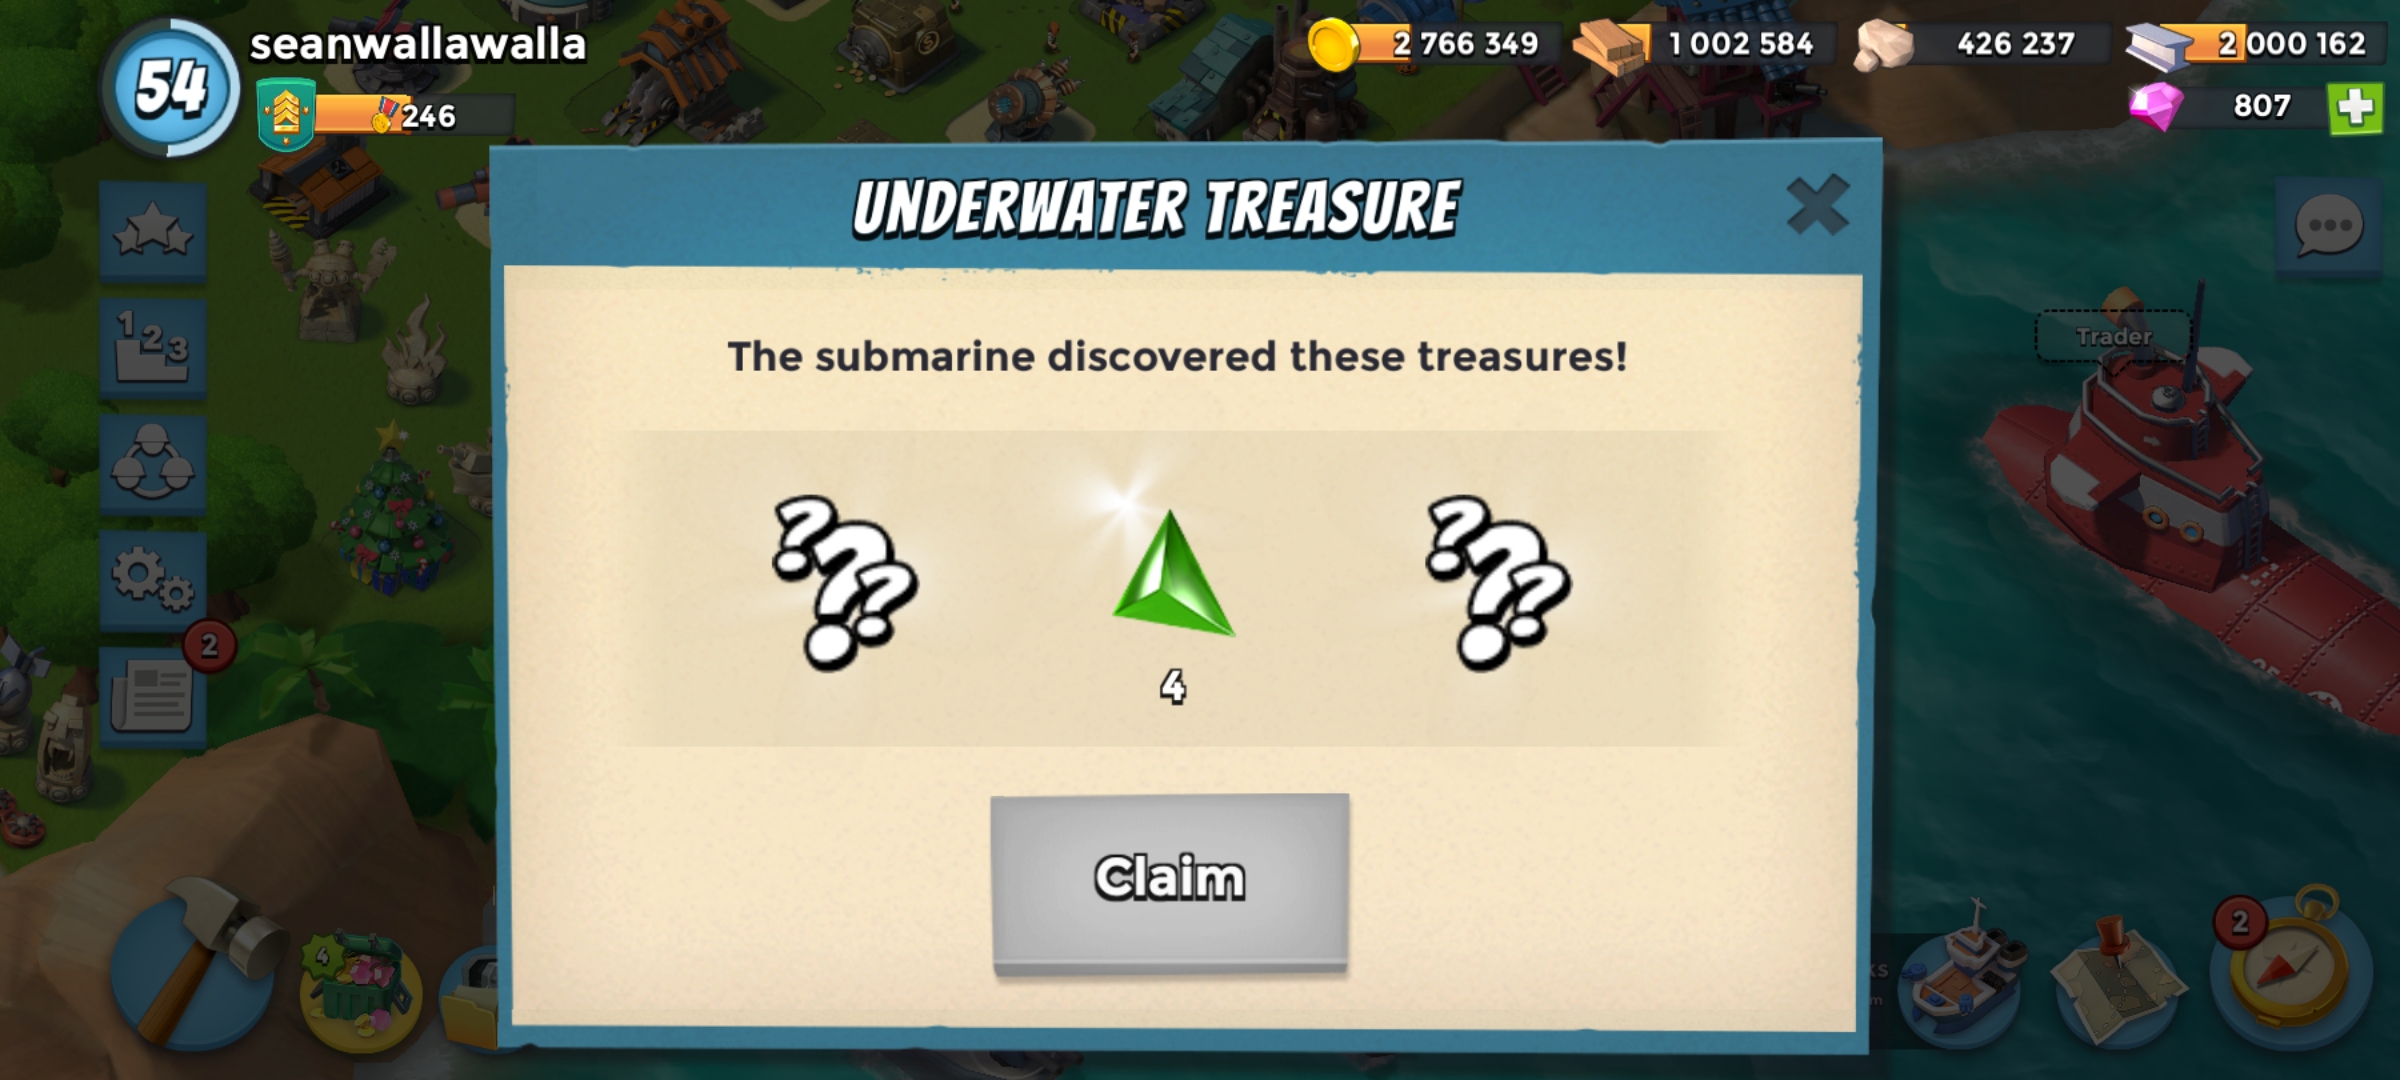 54
seanwallawalla
246
2 766 349
1 002 584
426 237
2 000 162
807
UNDERWATER TREASURE
The submarine discovered these treasures!
Trader
123
2
???
4
???
Claim
4
2